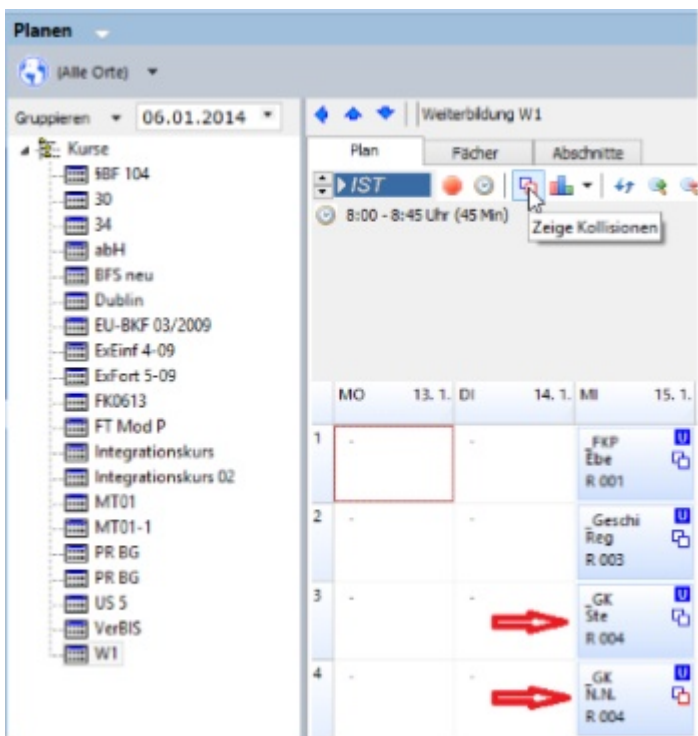 Planen
(Alle Orte)
Gruppieren 06.01.2014
Kurse
§BF 104
30
34
abH
BFS neu
Dublin
EU-BKF 03/2009
ExEinf 4-09
ExFort 5-09
FK0613
FT Mod P
Integrationskurs
Integrationskurs 02
MT01
MT01-1
PR BG
PR BG
US 5
VerBIS
W1
Weiterbildung W1
Plan Fächer Abschnitte
IST
Zeige Kollisionen
8:00 - 8:45 Uhr (45 Min)
MO 13. 1. DI 14. 1. MI 15. 1.
1 - - _FKP U
Ebe
R 001
2 - - _Geschi U
Reg
R 003
3 - - _GK U
Ste
R 004
4 - - _GK U
N.N.
R 004